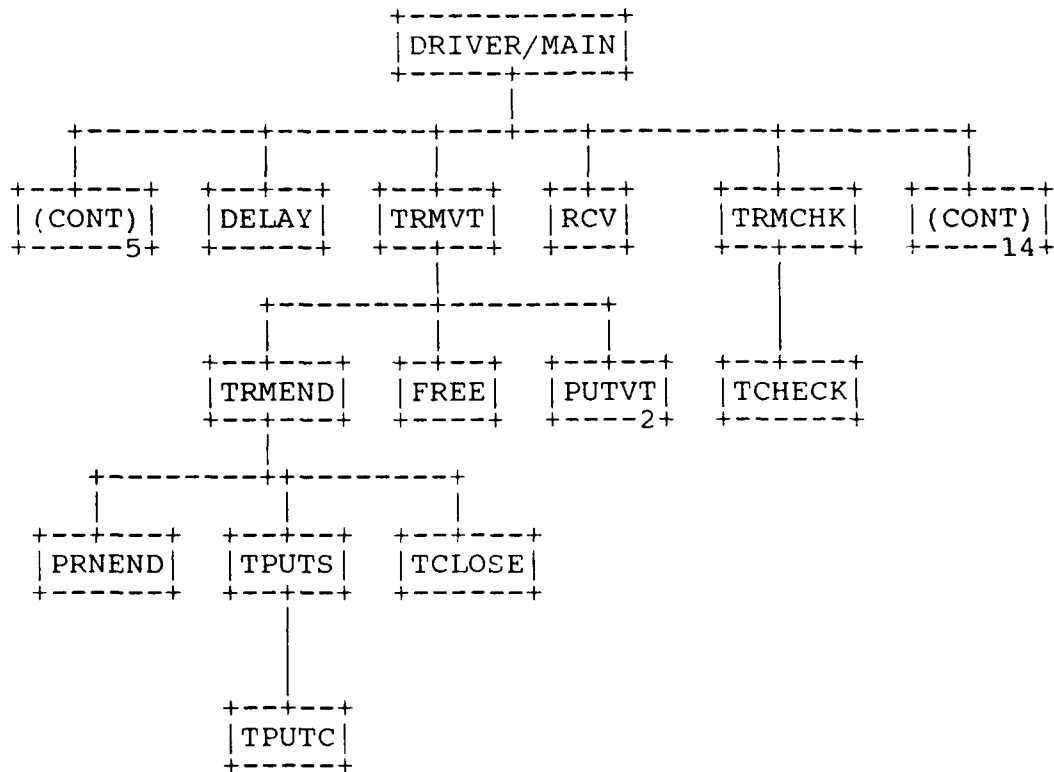 DRIVER/MAIN
(CONT) DELAY TRMVT RCV TRMCHK (CONT)
5 14
TRMEND FREE PUTVT TCHECK
2
PRNEND TPUTS TCLOSE
TPUTC